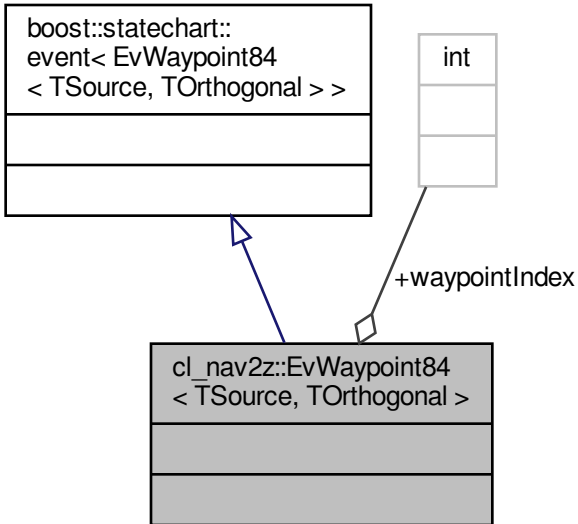 boost::statechart::
event< EvWaypoint84
< TSource, TOrthogonal > >
int
+waypointIndex
cl_nav2z::EvWaypoint84
< TSource, TOrthogonal >